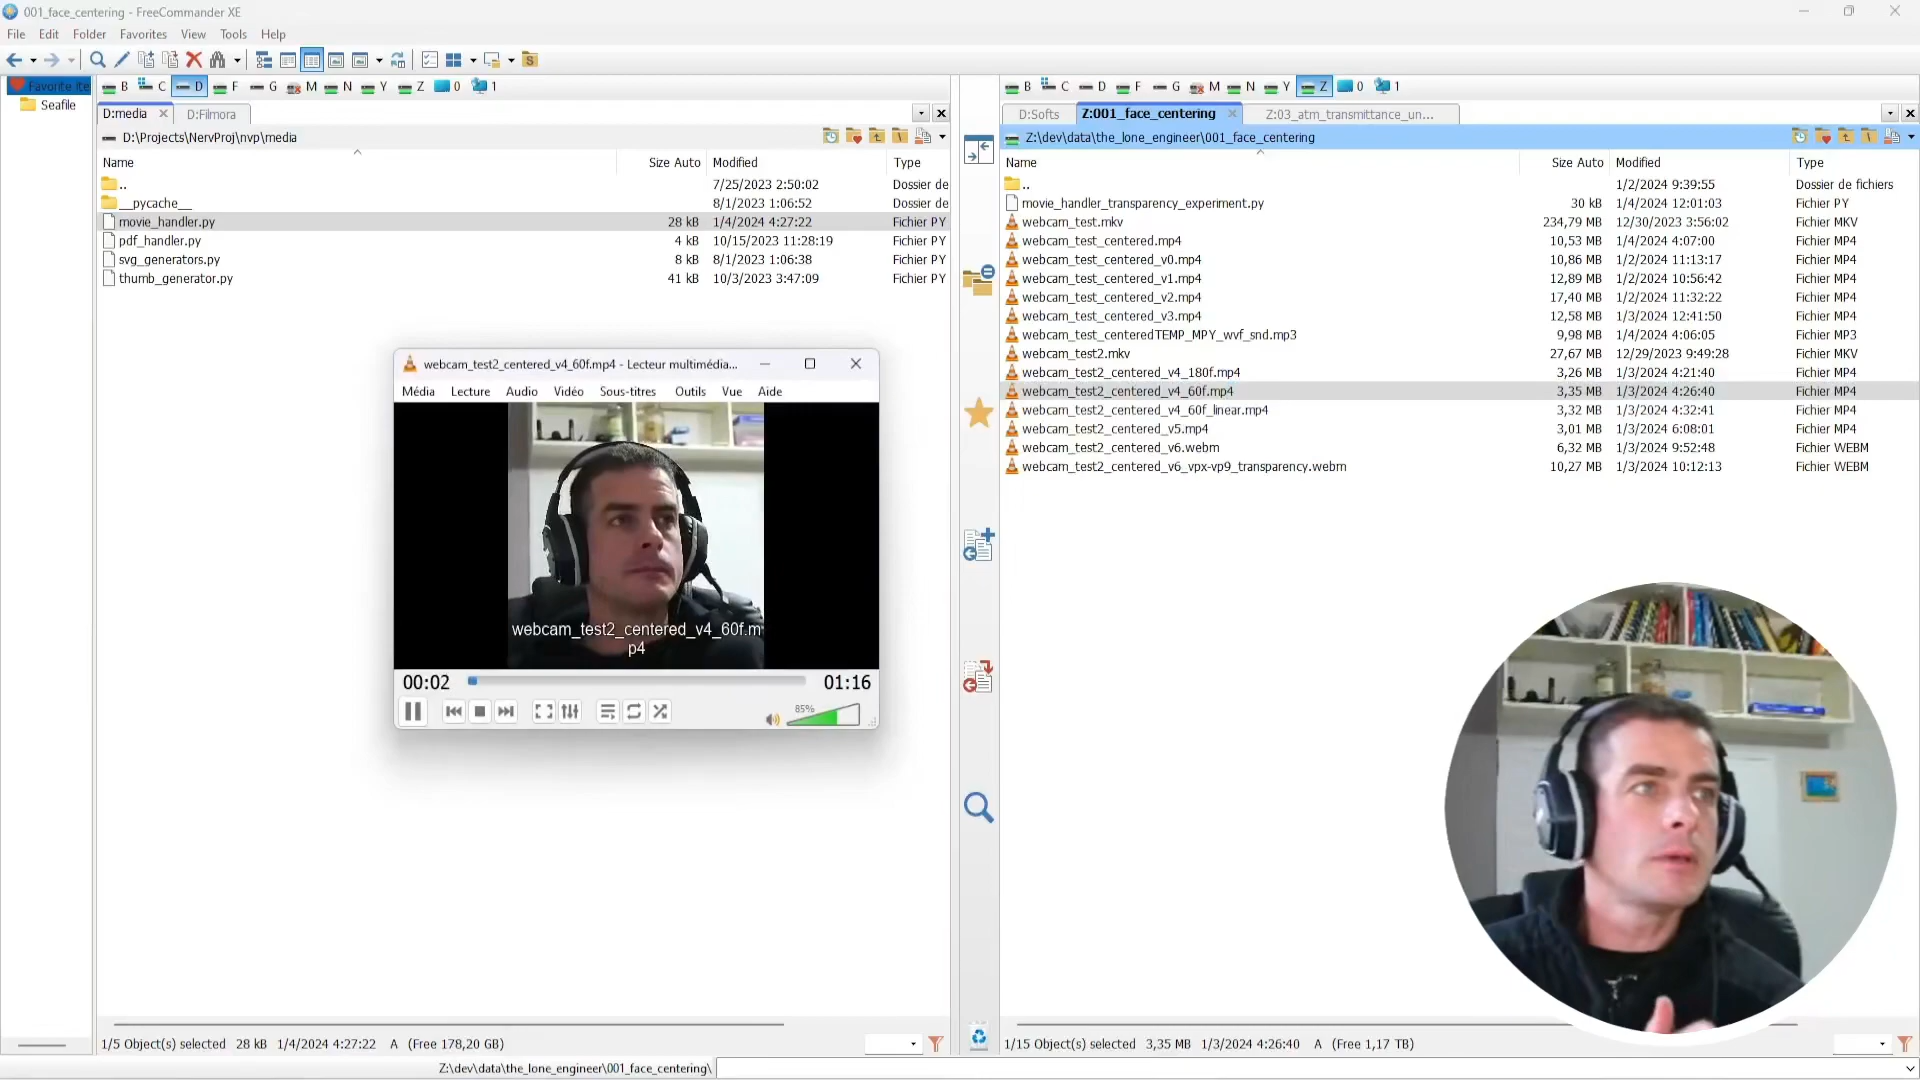 001_face_centering - FreeCommander XE
File Edit Folder Favorites View Tools Help
Favorite Ite
Seafile
B C D F G M N Y Z 0 1
D:media D:Filmora
D:\Projects\NervProj\nvp\media
Name Size Auto Modified Type
.. 7/25/2023 2:50:02 Dossier de
__pycache__ 8/1/2023 1:06:52 Dossier de
movie_handler.py 28 kB 1/4/2024 4:27:22 Fichier PY
pdf_handler.py 4 kB 10/15/2023 11:28:19 Fichier PY
svg_generators.py 8 kB 8/1/2023 1:06:38 Fichier PY
thumb_generator.py 41 kB 10/3/2023 3:47:09 Fichier PY
webcam_test2_centered_v4_60f.mp4 - Lecteur multimédia...
Média Lecture Audio Vidéo Sous-titres Outils Vue Aide
webcam_test2_centered_v4_60f.m
p4
00:02 01:16
85%
1/5 Object(s) selected 28 kB 1/4/2024 4:27:22 A (Free 178,20 GB)
B C D F G M N Y Z 0 1
D:Softs Z:001_face_centering Z:03_atm_transmittance_un...
Z:\dev\data\the_lone_engineer\001_face_centering
Name Size Auto Modified Type
.. 1/2/2024 9:39:55 Dossier de fichiers
movie_handler_transparency_experiment.py 30 kB 1/4/2024 12:01:03 Fichier PY
webcam_test.mkv 234,79 MB 12/30/2023 3:56:02 Fichier MKV
webcam_test_centered.mp4 10,53 MB 1/4/2024 4:07:00 Fichier MP4
webcam_test_centered_v0.mp4 10,86 MB 1/2/2024 11:13:17 Fichier MP4
webcam_test_centered_v1.mp4 12,89 MB 1/2/2024 10:56:42 Fichier MP4
webcam_test_centered_v2.mp4 17,40 MB 1/2/2024 11:32:22 Fichier MP4
webcam_test_centered_v3.mp4 12,58 MB 1/3/2024 12:41:50 Fichier MP4
webcam_test_centeredTEMP_MPY_wvf_snd.mp3 9,98 MB 1/4/2024 4:06:05 Fichier MP3
webcam_test2.mkv 27,67 MB 12/29/2023 9:49:28 Fichier MKV
webcam_test2_centered_v4_180f.mp4 3,26 MB 1/3/2024 4:21:40 Fichier MP4
webcam_test2_centered_v4_60f.mp4 3,35 MB 1/3/2024 4:26:40 Fichier MP4
webcam_test2_centered_v4_60f_linear.mp4 3,32 MB 1/3/2024 4:32:41 Fichier MP4
webcam_test2_centered_v5.mp4 3,01 MB 1/3/2024 6:08:01 Fichier MP4
webcam_test2_centered_v6.webm 6,32 MB 1/3/2024 9:52:48 Fichier WEBM
webcam_test2_centered_v6_vpx-vp9_transparency.webm 10,27 MB 1/3/2024 10:12:13 Fichier WEBM
1/15 Object(s) selected 3,35 MB 1/3/2024 4:26:40 A (Free 1,17 TB)
Z:\dev\data\the_lone_engineer\001_face_centering\